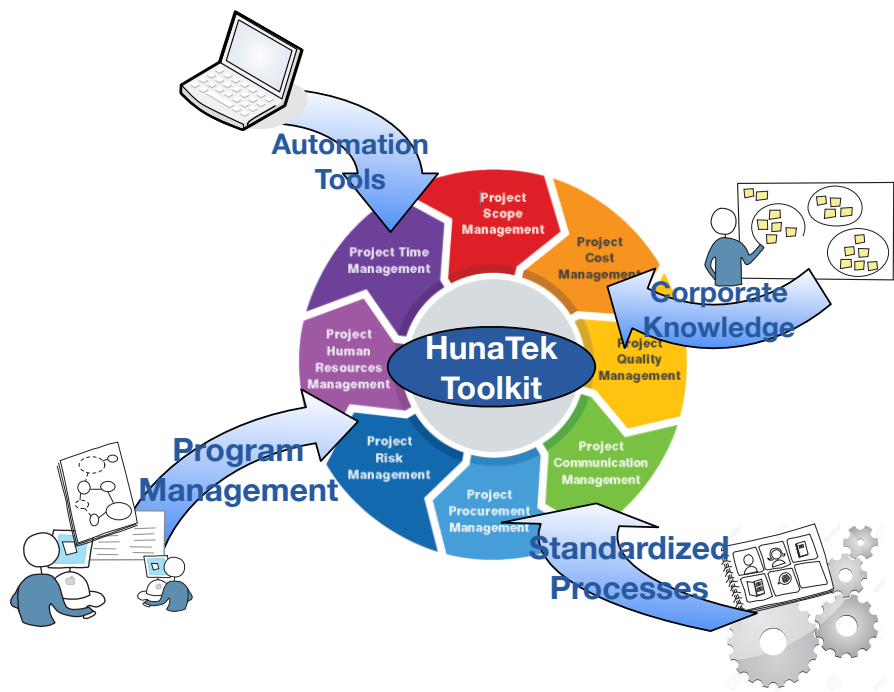 Automation
Tools
Project
Scope
Management
Project
Cost
Management
Project Time
Management
Corporate
Knowledge
Project
Quality
Management
Project
Human
Resources
Management
HunaTek
Toolkit
Project
Risk
Management
Project
Communication
Management
Program
Management
Project
Procurement
Management
Standardized
Processes